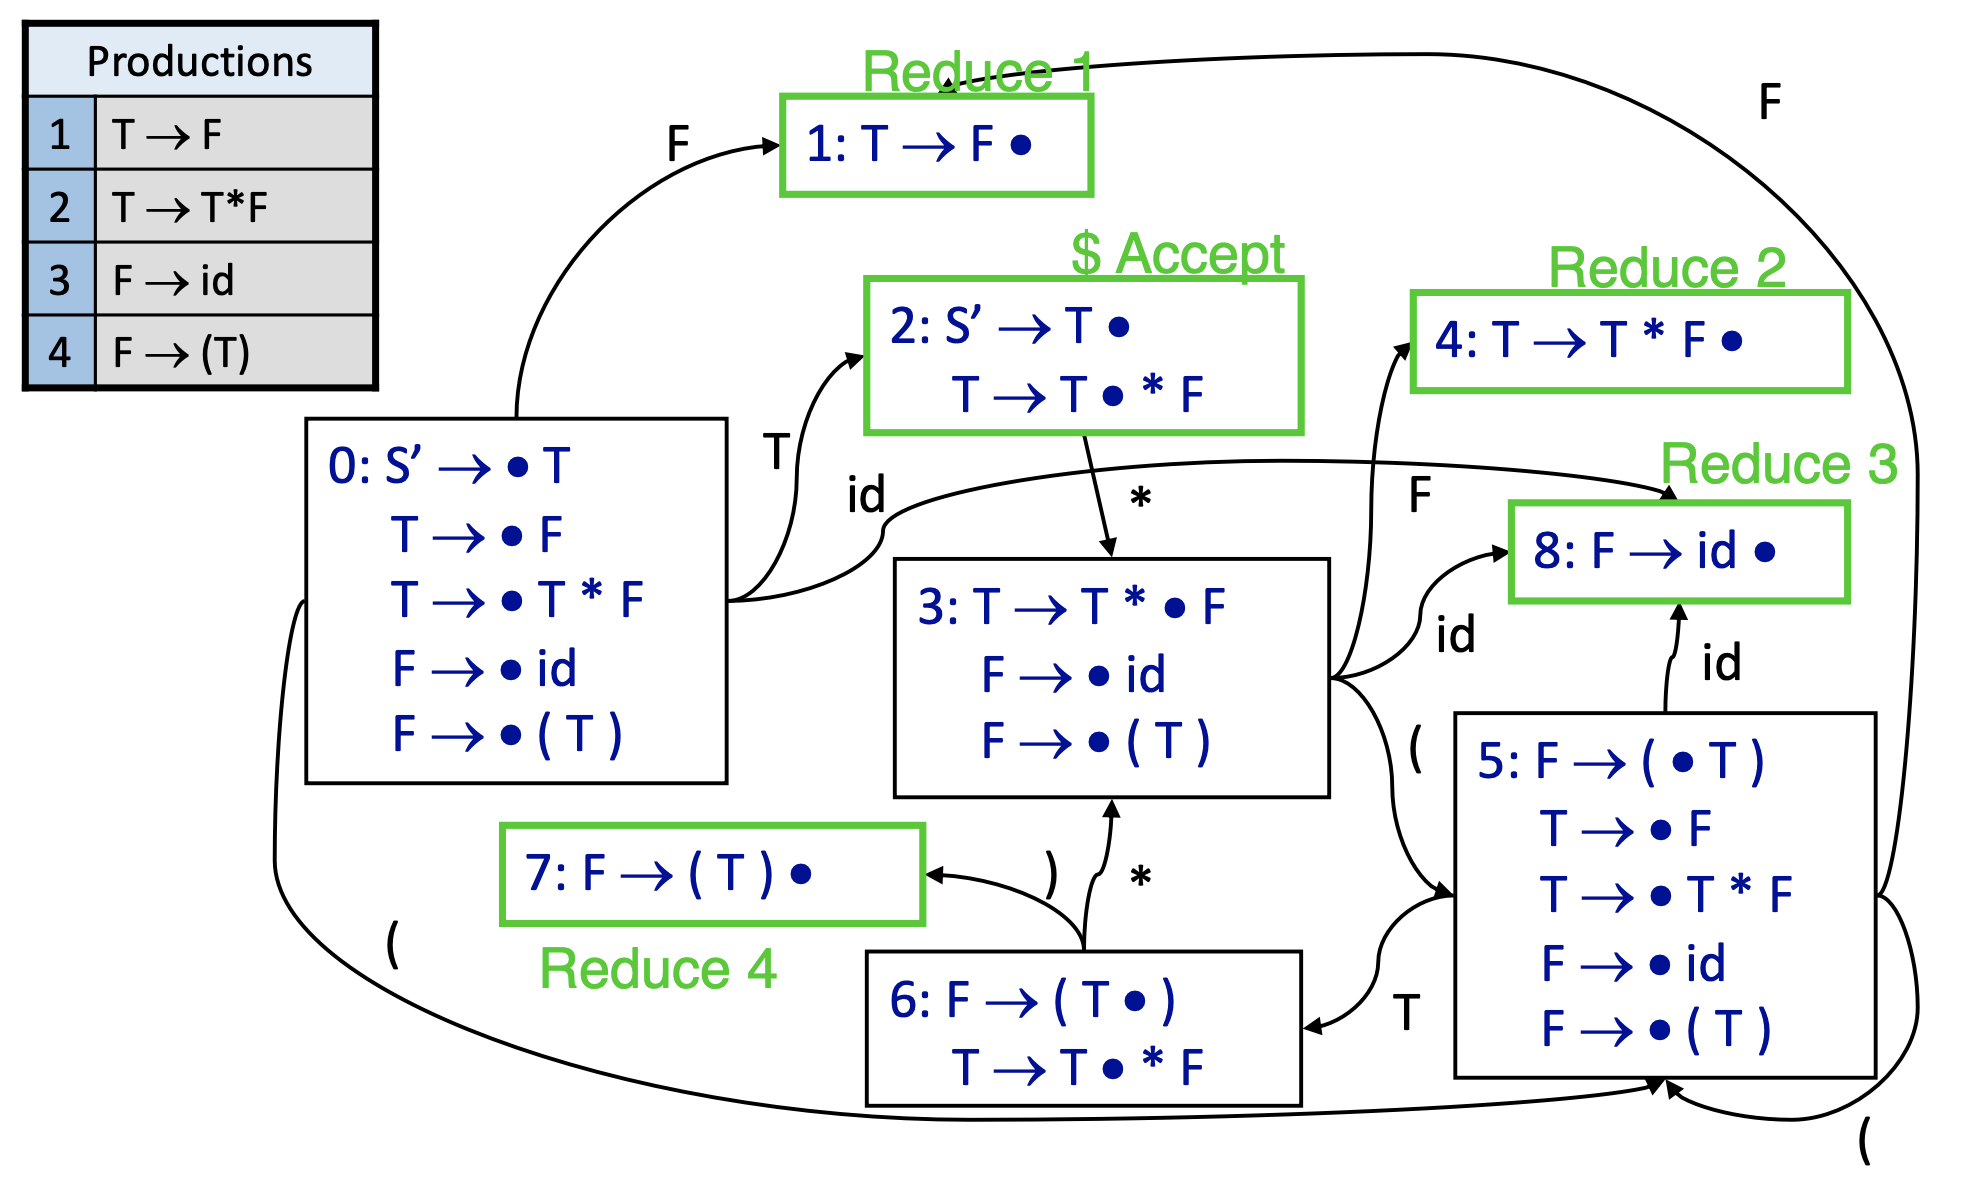 Productions
1 T → F
2 T → T*F
3 F → id
4 F → (T)
Reduce 1
1: T → F •
F
F
$ Accept
2: S’ → T •
T → T • * F
Reduce 2
4: T → T * F •
0: S’ → • T
T → • F
T → • T * F
F → • id
F → • ( T )
T
id
*
F
Reduce 3
8: F → id •
3: T → T * • F
F → • id
F → • ( T )
id
id
(
5: F → ( • T )
T → • F
T → • T * F
F → • id
F → • ( T )
7: F → ( T ) •
Reduce 4
)
*
(
6: F → ( T • )
T → T • * F
T
(